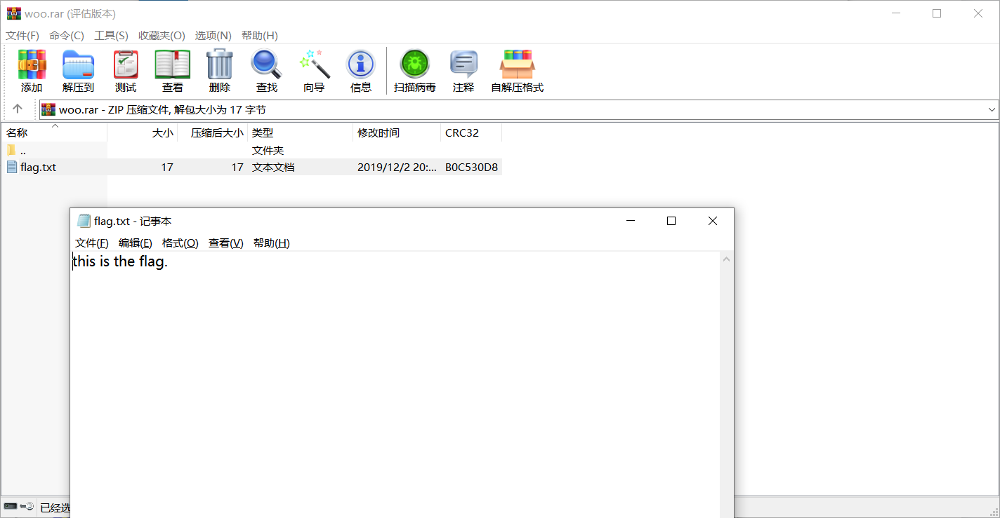 woo.rar (评估版本)
文件(F) 命令(C) 工具(S) 收藏夹(O) 选项(N) 帮助(H)
添加 解压到 测试 查看 删除 查找 向导 信息 扫描病毒 注释 自解压格式
woo.rar - ZIP 压缩文件, 解包大小为 17 字节
名称 大小 压缩后大小 类型 修改时间 CRC32
.. 文件夹
flag.txt 17 17 文本文档 2019/12/2 20:... B0C530D8
flag.txt - 记事本
文件(F) 编辑(E) 格式(O) 查看(V) 帮助(H)
this is the flag.
已经选